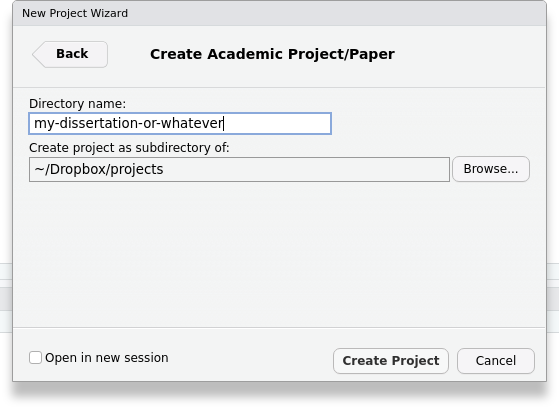 New Project Wizard
Back
Create Academic Project/Paper
Directory name:
my-dissertation-or-whatever
Create project as subdirectory of:
~/Dropbox/projects
Browse...
Open in new session
Create Project
Cancel